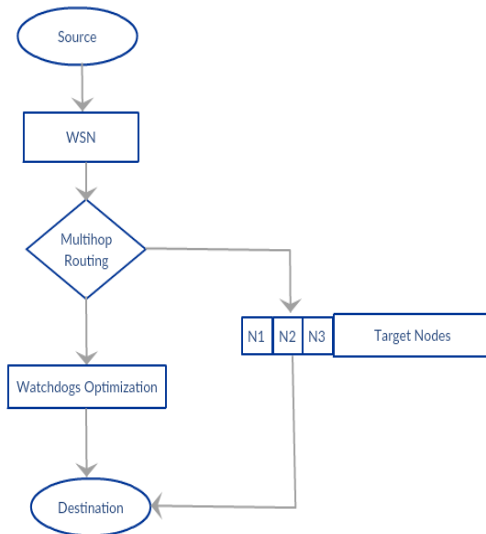 Source
WSN
Multihop
Routing
N1 N2 N3 Target Nodes
Watchdogs Optimization
Destination